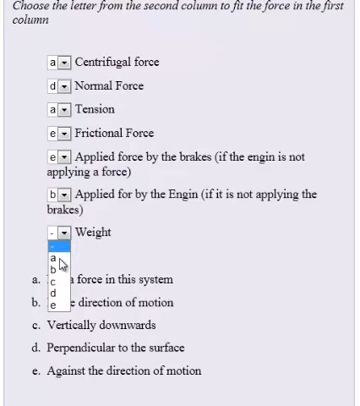 Choose the letter from the second column to fit the force in the first
column
a Centrifugal force
d Normal Force
a Tension
e Frictional Force
e Applied force by the brakes (if the engin is not
applying a force)
b Applied for by the Engin (if it is not applying the
brakes)
- Weight
-
a
b
c
d
e
a. a force in this system
b. direction of motion
c. Vertically downwards
d. Perpendicular to the surface
e. Against the direction of motion